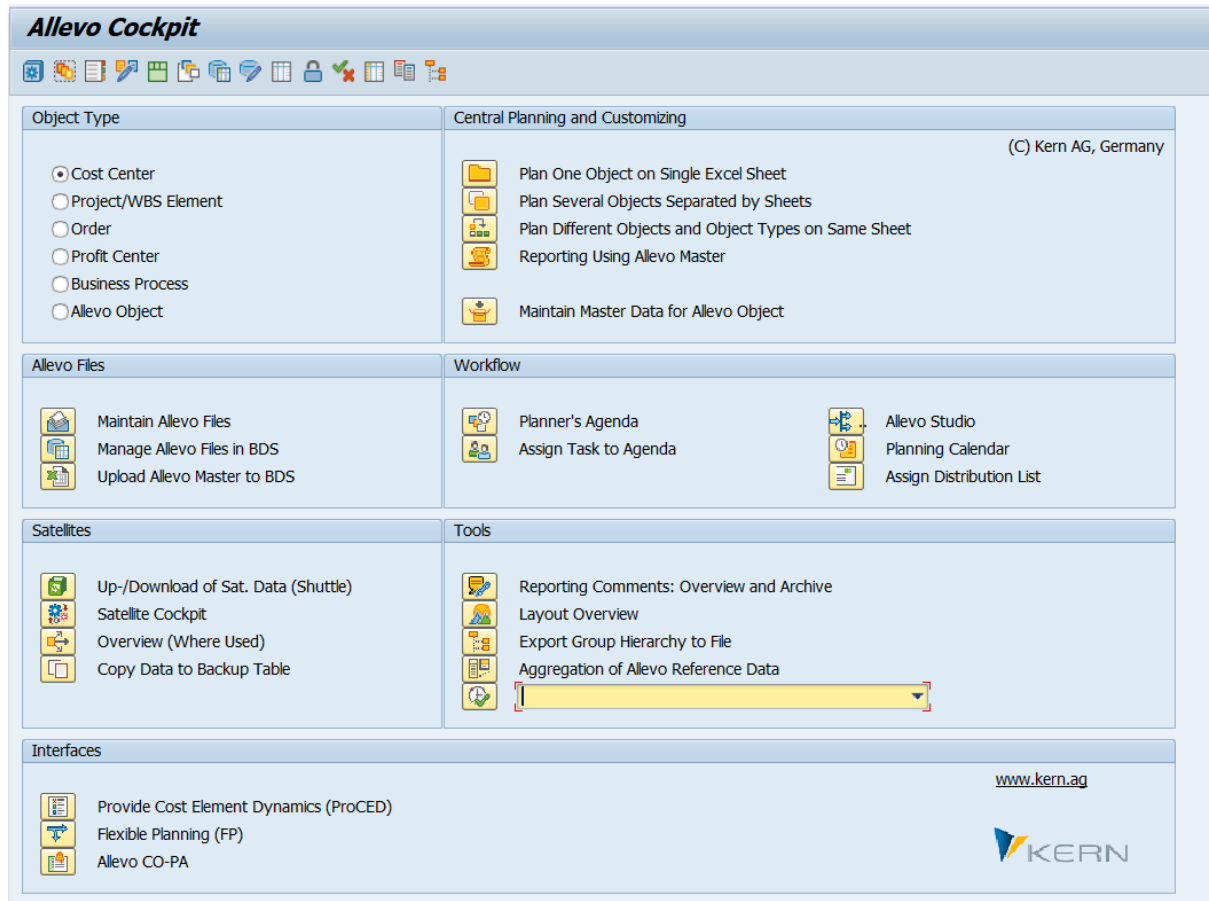 Allevo Cockpit
Object Type
Cost Center
Project/WBS Element
Order
Profit Center
Business Process
Allevo Object
Central Planning and Customizing
(C) Kern AG, Germany
Plan One Object on Single Excel Sheet
Plan Several Objects Separated by Sheets
Plan Different Objects and Object Types on Same Sheet
Reporting Using Allevo Master
Maintain Master Data for Allevo Object
Allevo Files
Maintain Allevo Files
Manage Allevo Files in BDS
Upload Allevo Master to BDS
Workflow
Planner's Agenda
Assign Task to Agenda
..
Allevo Studio
Planning Calendar
Assign Distribution List
Satellites
Up-/Download of Sat. Data (Shuttle)
Satellite Cockpit
Overview (Where Used)
Copy Data to Backup Table
Tools
Reporting Comments: Overview and Archive
Layout Overview
Export Group Hierarchy to File
Aggregation of Allevo Reference Data
Interfaces
Provide Cost Element Dynamics (ProCED)
Flexible Planning (FP)
Allevo CO-PA
www.kern.ag
KERN